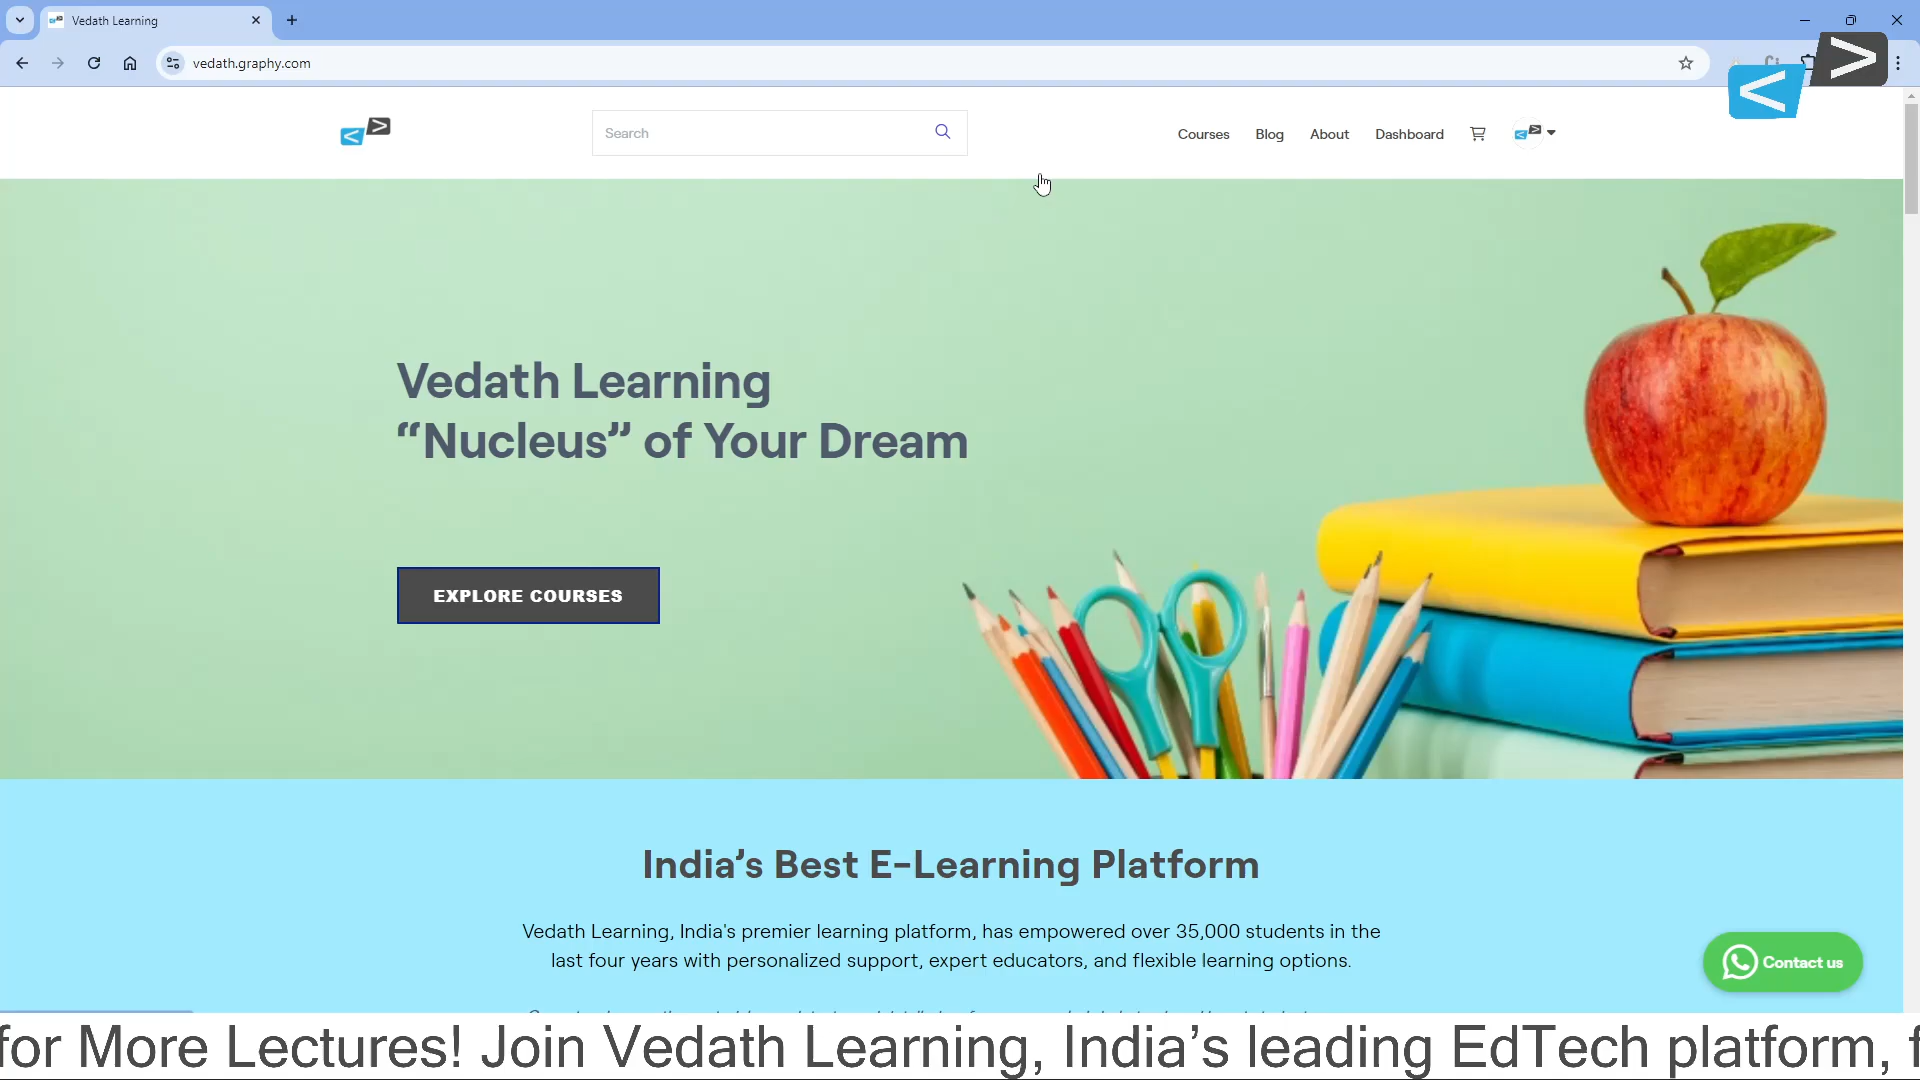 Vedath Learning
vedath.graphy.com
Search
Courses
Blog
About
Dashboard
Vedath Learning
“Nucleus” of Your Dream
EXPLORE COURSES
India’s Best E-Learning Platform
Vedath Learning, India's premier learning platform, has empowered over 35,000 students in the
last four years with personalized support, expert educators, and flexible learning options.
Contact us
for More Lectures! Join Vedath Learning, India’s leading EdTech platform, f